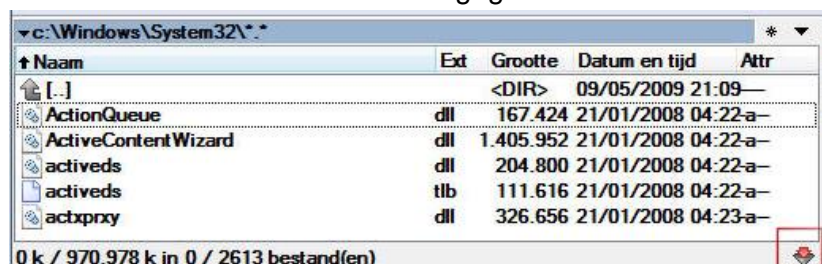 c:\Windows\System32\*.* * 
Naam Ext Grootte Datum en tijd Attr
[..] <DIR> 09/05/2009 21:09—
ActionQueue dll 167.424 21/01/2008 04:22-a--
ActiveContentWizard dll 1.405.952 21/01/2008 04:22-a--
activeds dll 204.800 21/01/2008 04:22-a--
activeds tlb 111.616 21/01/2008 04:22-a--
actxprxy dll 326.656 21/01/2008 04:23-a--
0 k / 970.978 k in 0 / 2613 bestand(en)